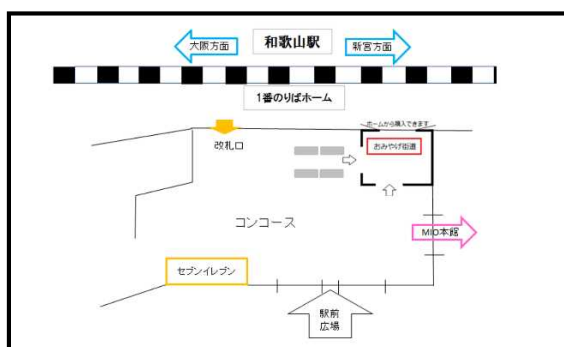 和歌山駅
大阪方面
新宮方面
1番のりばホーム
ホームから購入できます
改札口
おみやげ街道
コンコース
MIO本館
セブンイレブン
駅前
広場